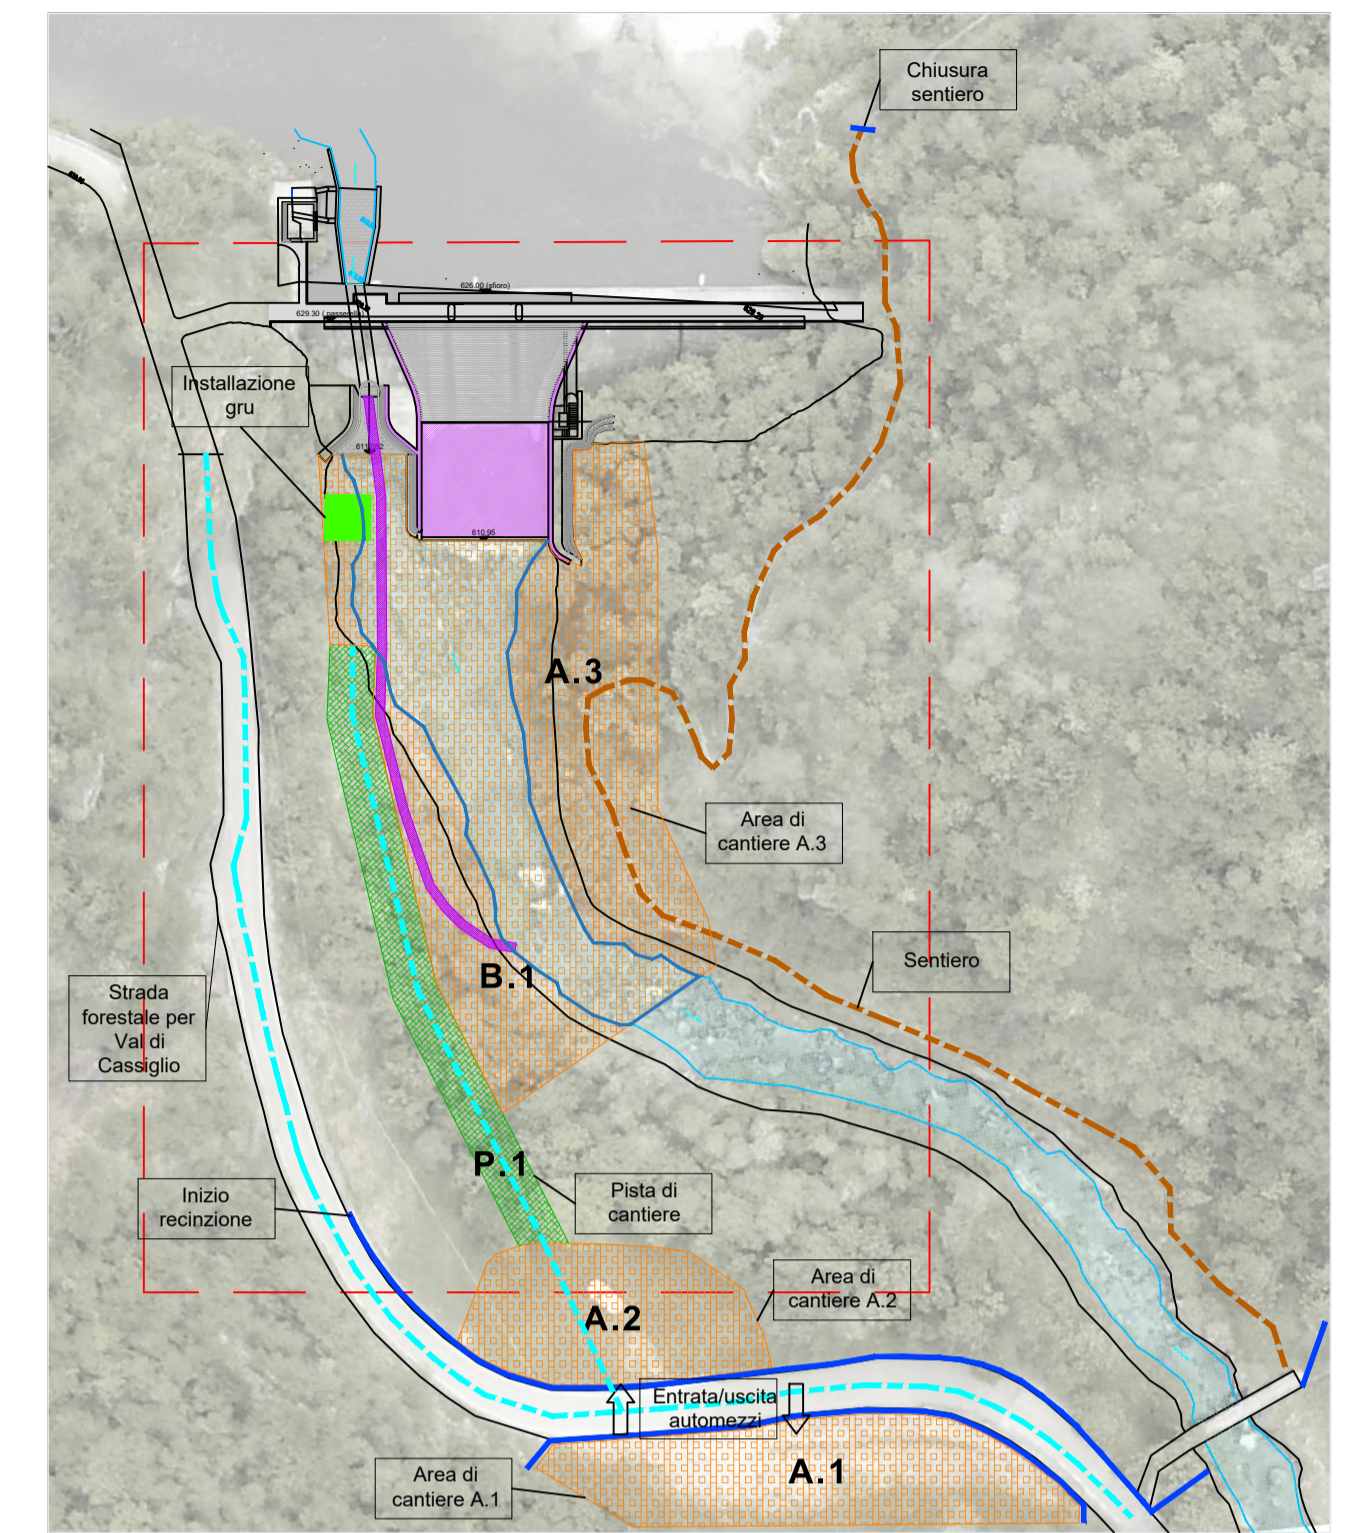 Chiusura
sentiero
626.00 (sfioro)
629.30 ( passerella)
Installazione
gru
610.95
A.3
Area di
cantiere A.3
Sentiero
B.1
Strada
forestale per
Val di
Cassiglio
P.1
Pista di
cantiere
Inizio
recinzione
Area di
cantiere A.2
A.2
Entrata/uscita
automezzi
A.1
Area di
cantiere A.1